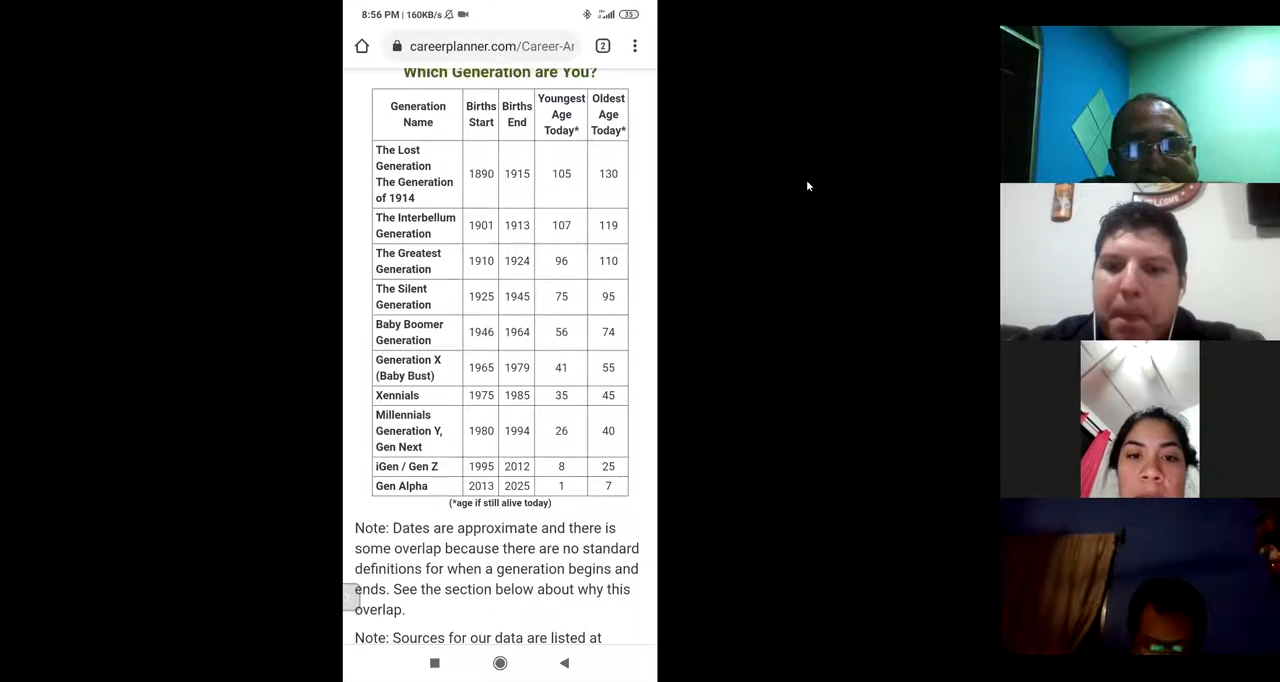 8:56 PM | 160KB/s
35
careerplanner.com/Career-Ar
2
Which Generation are You?
Generation Name | Births Start | Births End | Youngest Age Today* | Oldest Age Today*
The Lost Generation The Generation of 1914 | 1890 | 1915 | 105 | 130
The Interbellum Generation | 1901 | 1913 | 107 | 119
The Greatest Generation | 1910 | 1924 | 96 | 110
The Silent Generation | 1925 | 1945 | 75 | 95
Baby Boomer Generation | 1946 | 1964 | 56 | 74
Generation X (Baby Bust) | 1965 | 1979 | 41 | 55
Xennials | 1975 | 1985 | 35 | 45
Millennials Generation Y, Gen Next | 1980 | 1994 | 26 | 40
iGen / Gen Z | 1995 | 2012 | 8 | 25
Gen Alpha | 2013 | 2025 | 1 | 7
(*age if still alive today)
Note: Dates are approximate and there is
some overlap because there are no standard
definitions for when a generation begins and
ends. See the section below about why this
overlap.
Note: Sources for our data are listed at
WELCOME